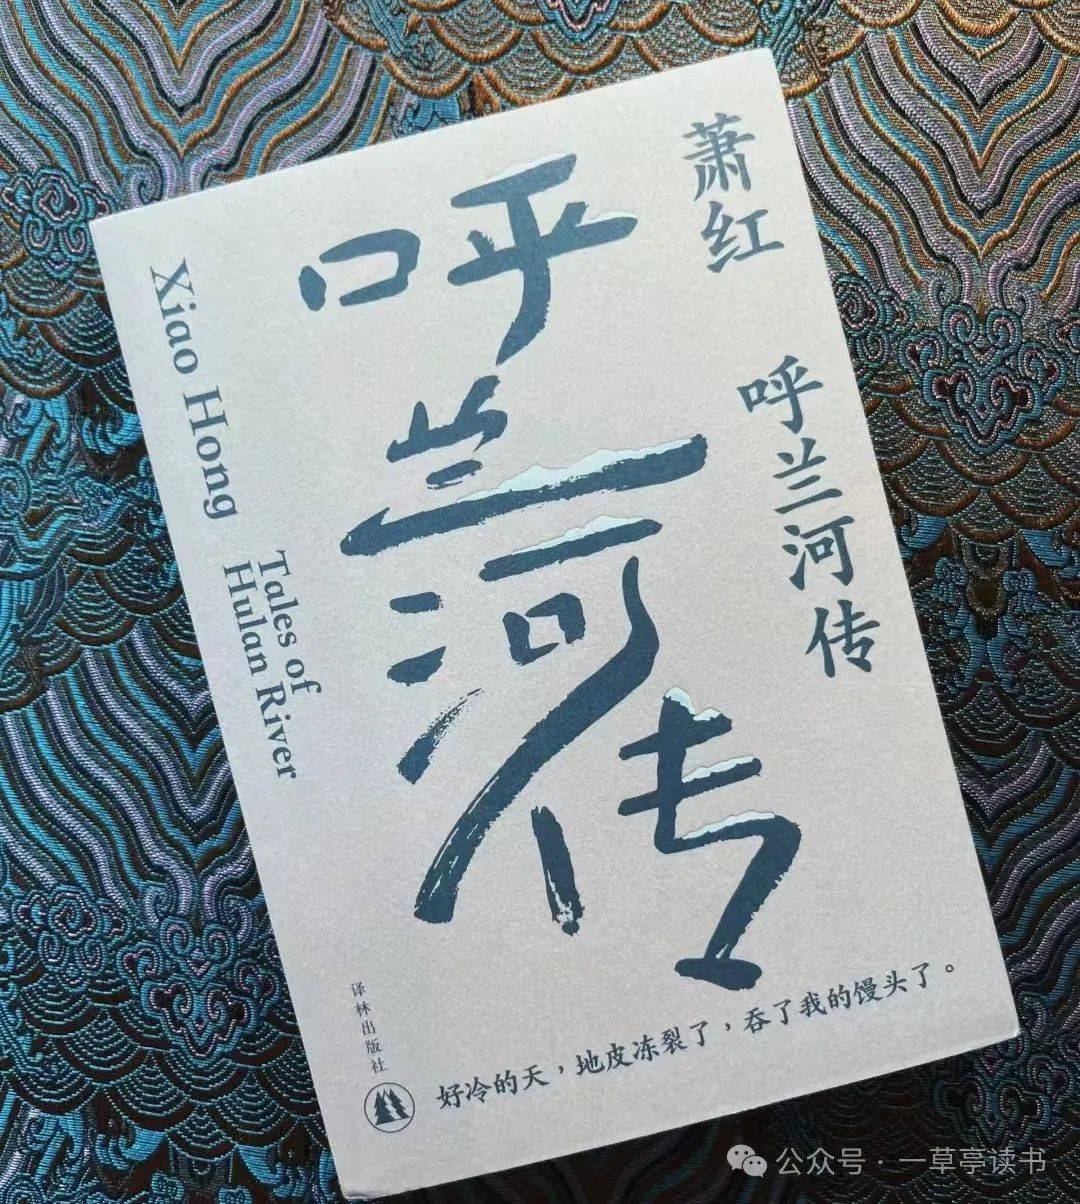 萧红
呼兰河传
呼兰河传
Xiao Hong
Tales of
Hulan River
译林出版社
好冷的天，地皮冻裂了，吞了我的馒头了。
公众号·一草亭读书